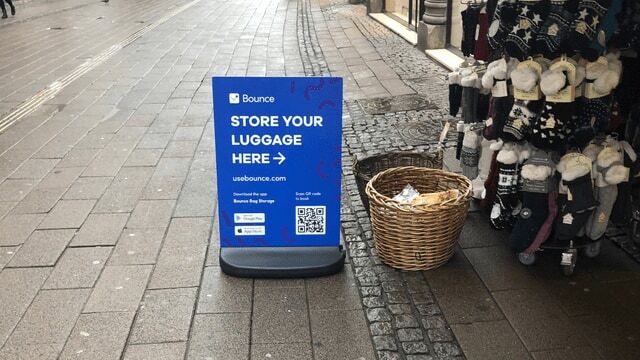 Bounce
STORE YOUR
LUGGAGE
HERE →
usebounce.com
Download the app
Bounce Bag Storage
Scan QR code
to book
Google Play
App Store
Bounce